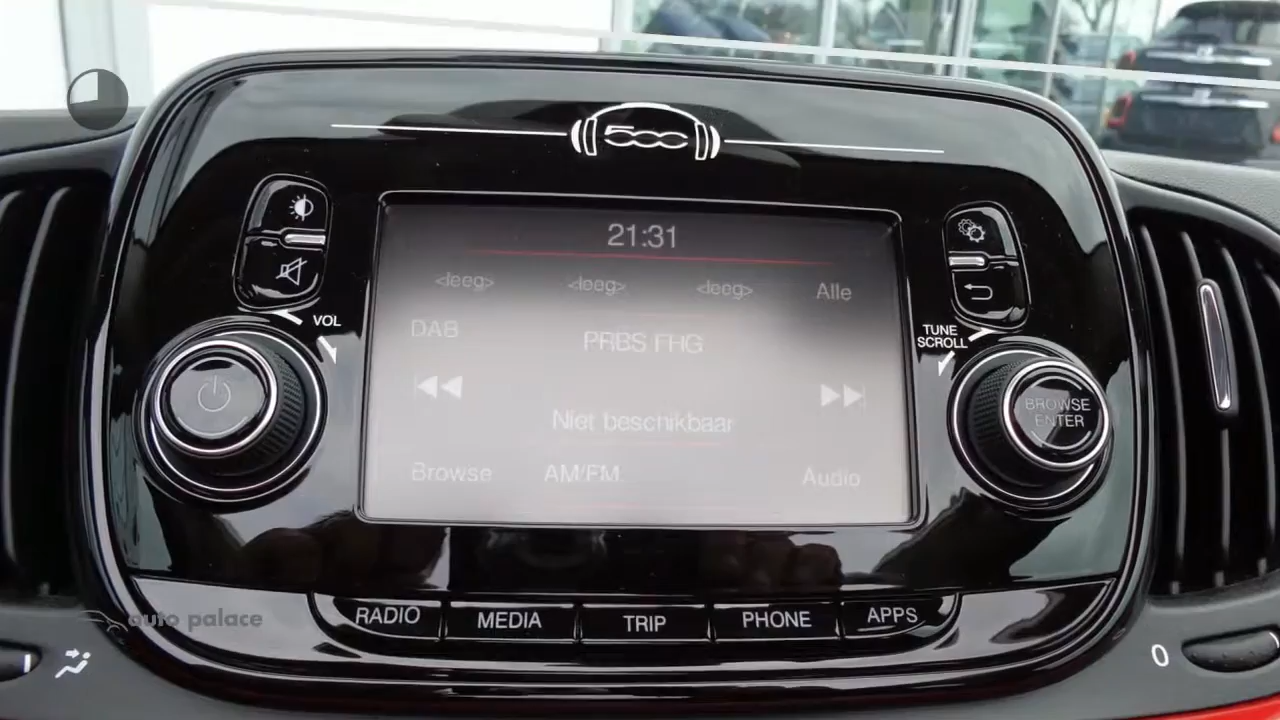 500
21:31
<leeg> <leeg> <leeg> Alle
DAB PRBS FHG
Niet beschikbaar
Browse AM/FM Audio
VOL
TUNE
SCROLL
BROWSE
ENTER
RADIO MEDIA TRIP PHONE APPS
auto palace
0